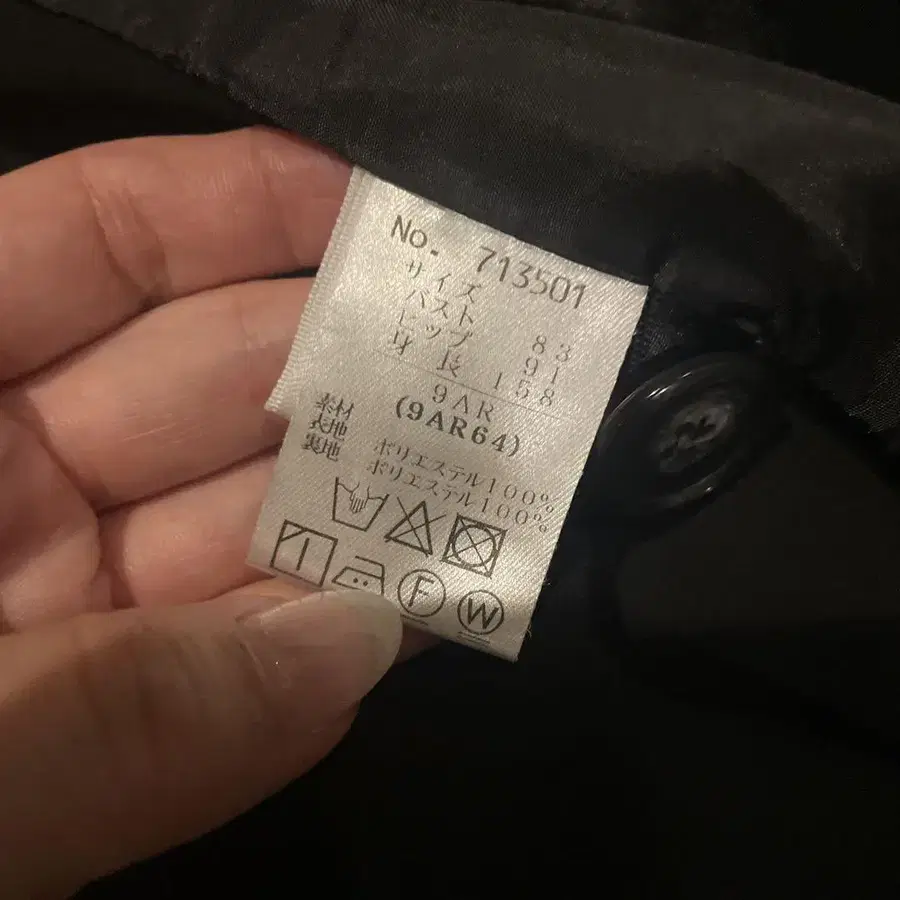 No. 713501
サイズ
バスト 83
ヒップ 91
身長 158
9AR
(9AR64)
素材
表地 ポリエステル100%
裏地 ポリエステル100%
F W